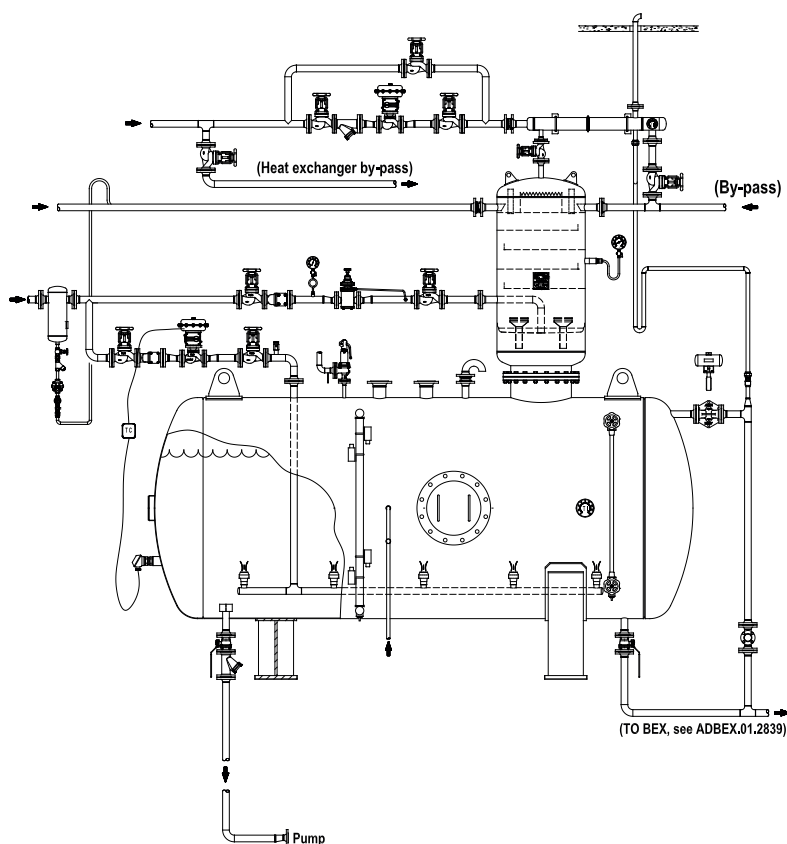 (Heat exchanger by-pass)
(By-pass)
TC
(TO BEX, see ADBEX.01.2839)
Pump